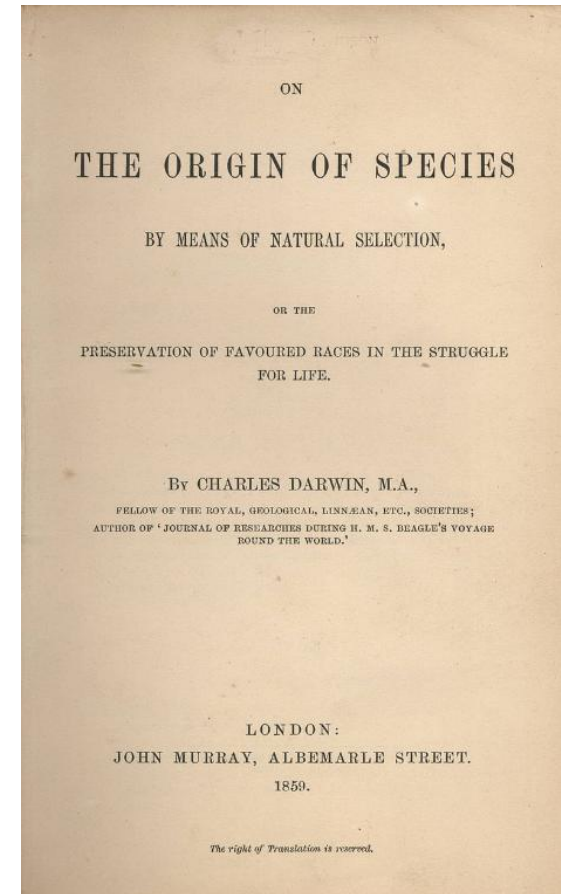 ON
THE ORIGIN OF SPECIES
BY MEANS OF NATURAL SELECTION,
OR THE
PRESERVATION OF FAVOURED RACES IN THE STRUGGLE
FOR LIFE.
BY CHARLES DARWIN, M.A.,
FELLOW OF THE ROYAL, GEOLOGICAL, LINNÆAN, ETC., SOCIETIES;
AUTHOR OF 'JOURNAL OF RESEARCHES DURING H. M. S. BEAGLE'S VOYAGE
ROUND THE WORLD.'
LONDON:
JOHN MURRAY, ALBEMARLE STREET.
1859.
The right of Translation is reserved.